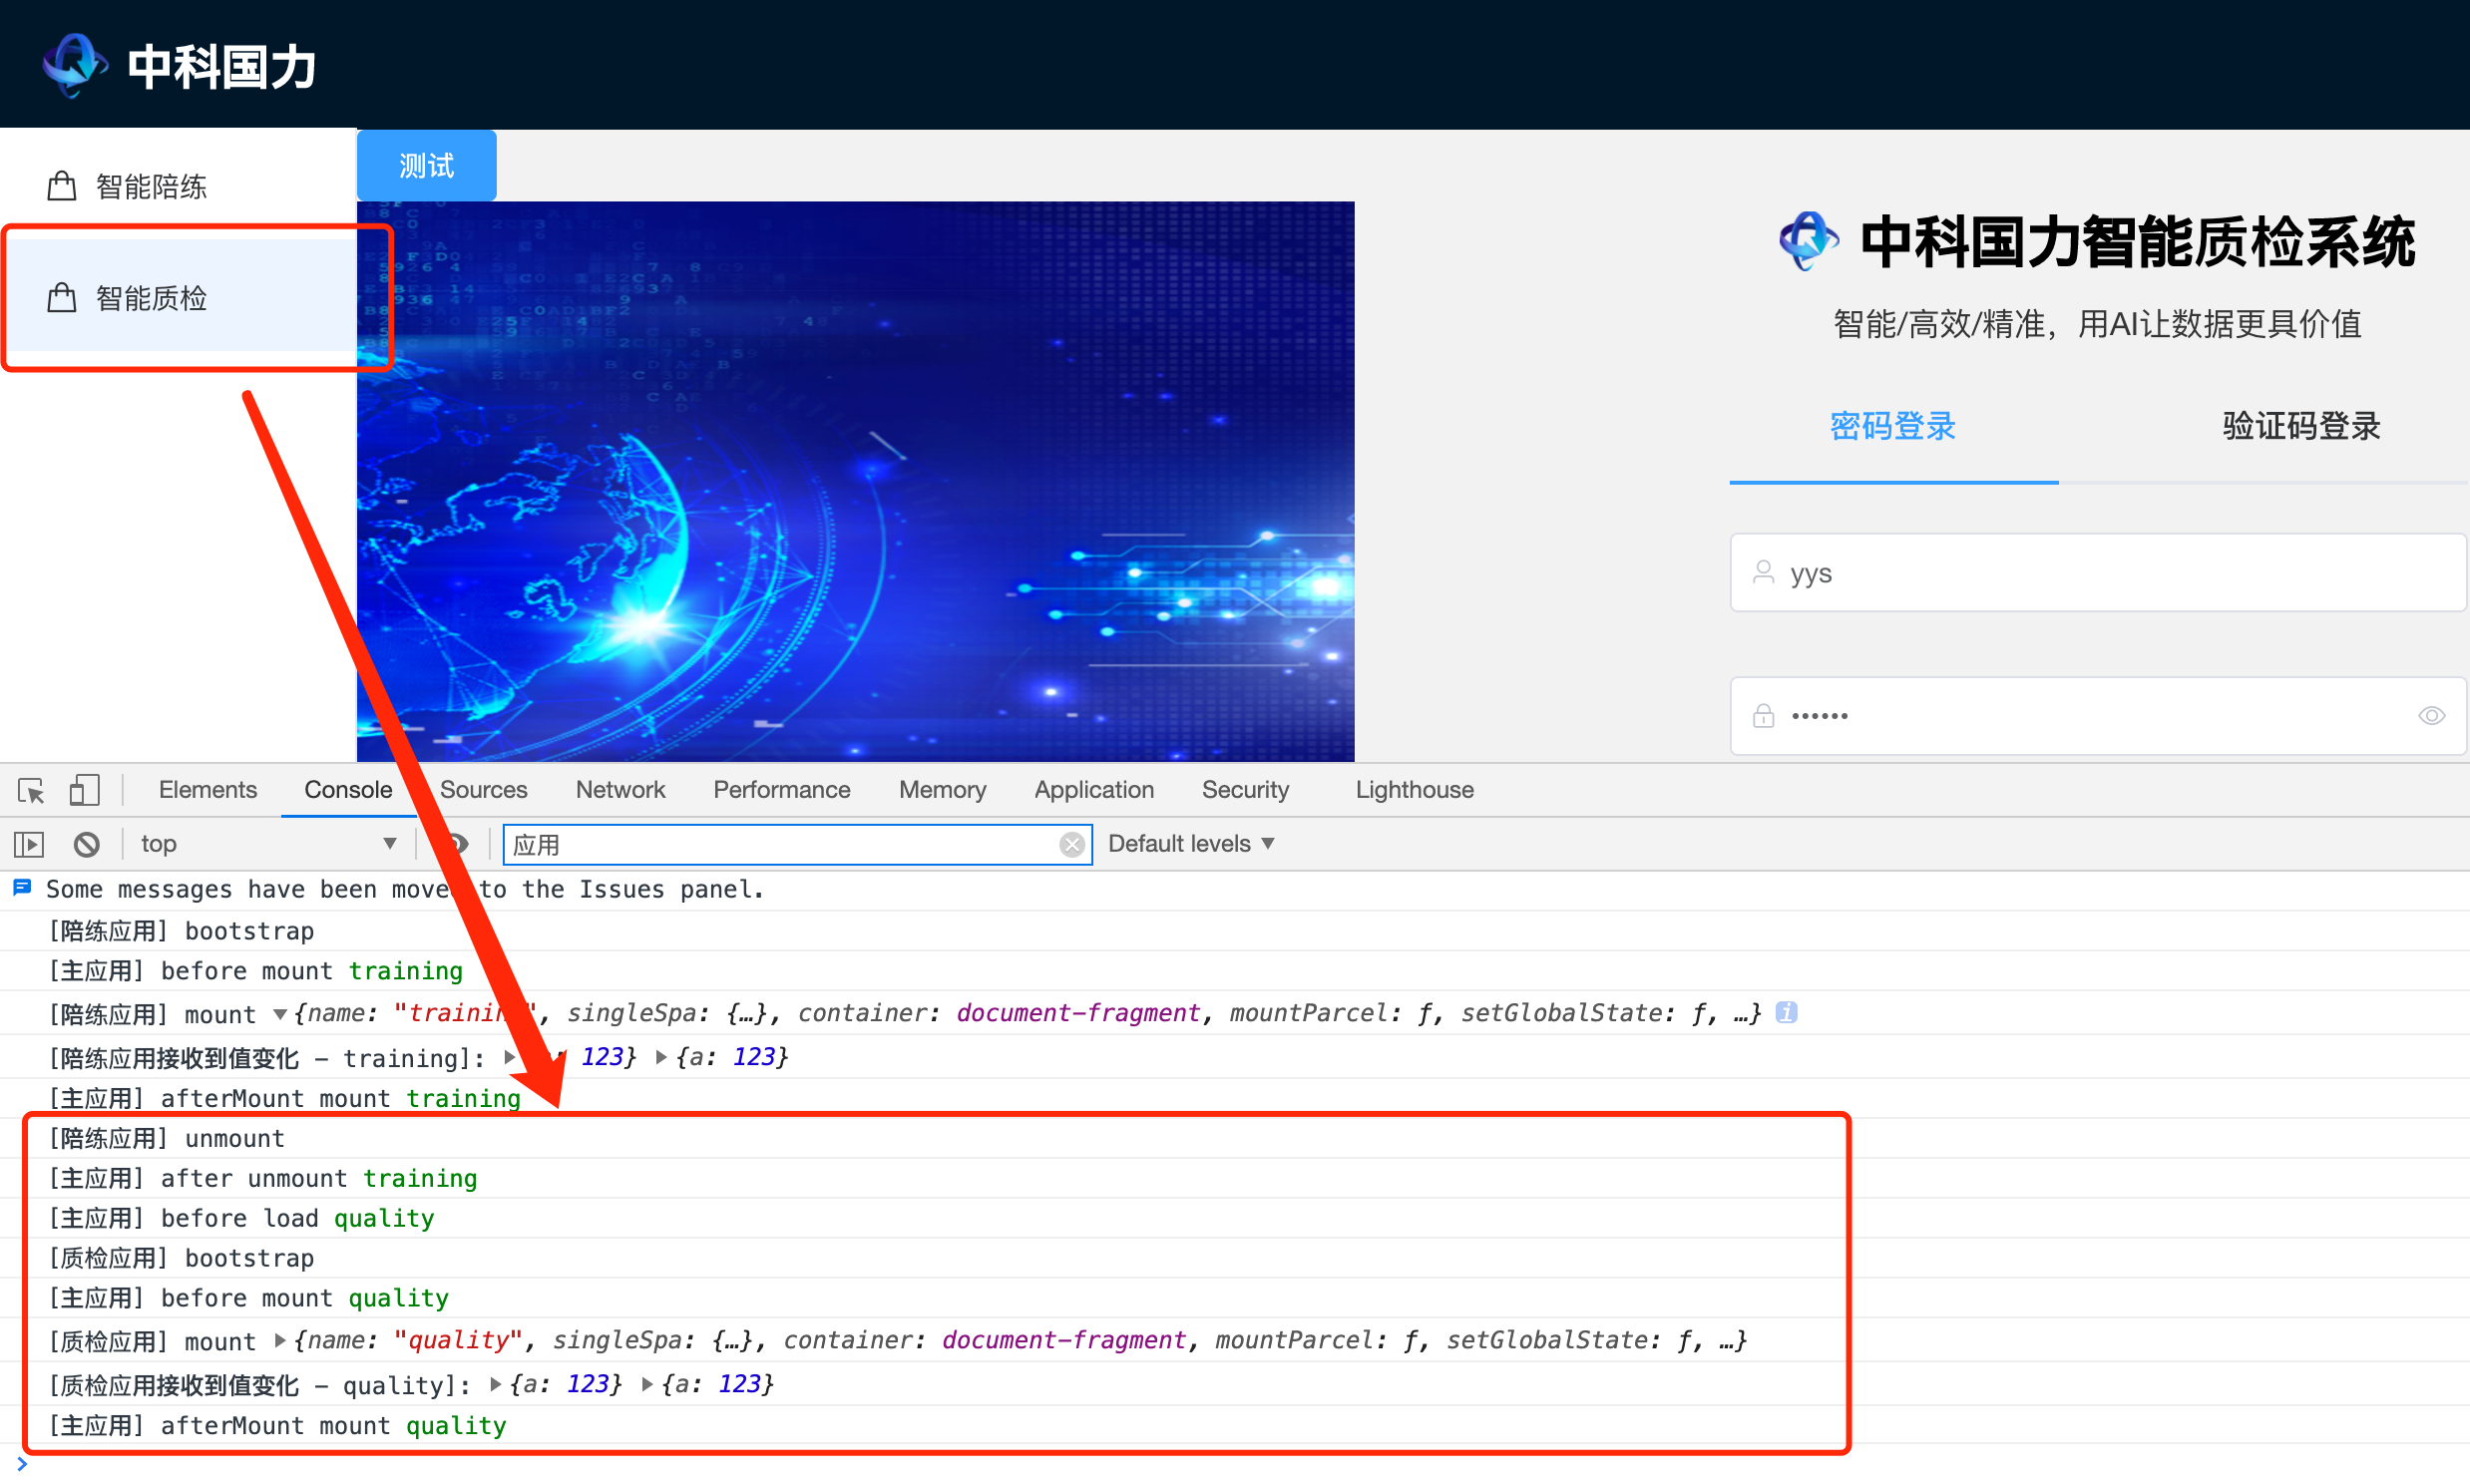 中科国力
智能陪练
智能质检
测试
中科国力智能质检系统
智能/高效/精准，用AI让数据更具价值
密码登录
验证码登录
yys
••••••
Elements Console Sources Network Performance Memory Application Security Lighthouse
top 应用 Default levels
Some messages have been moved to the Issues panel.
[陪练应用] bootstrap
[主应用] before mount training
[陪练应用] mount {name: "training", singleSpa: {…}, container: document-fragment, mountParcel: ƒ, setGlobalState: ƒ, …}
[陪练应用接收到值变化 - training]: 123} {a: 123}
[主应用] afterMount mount training
[陪练应用] unmount
[主应用] after unmount training
[主应用] before load quality
[质检应用] bootstrap
[主应用] before mount quality
[质检应用] mount {name: "quality", singleSpa: {…}, container: document-fragment, mountParcel: ƒ, setGlobalState: ƒ, …}
[质检应用接收到值变化 - quality]: {a: 123} {a: 123}
[主应用] afterMount mount quality